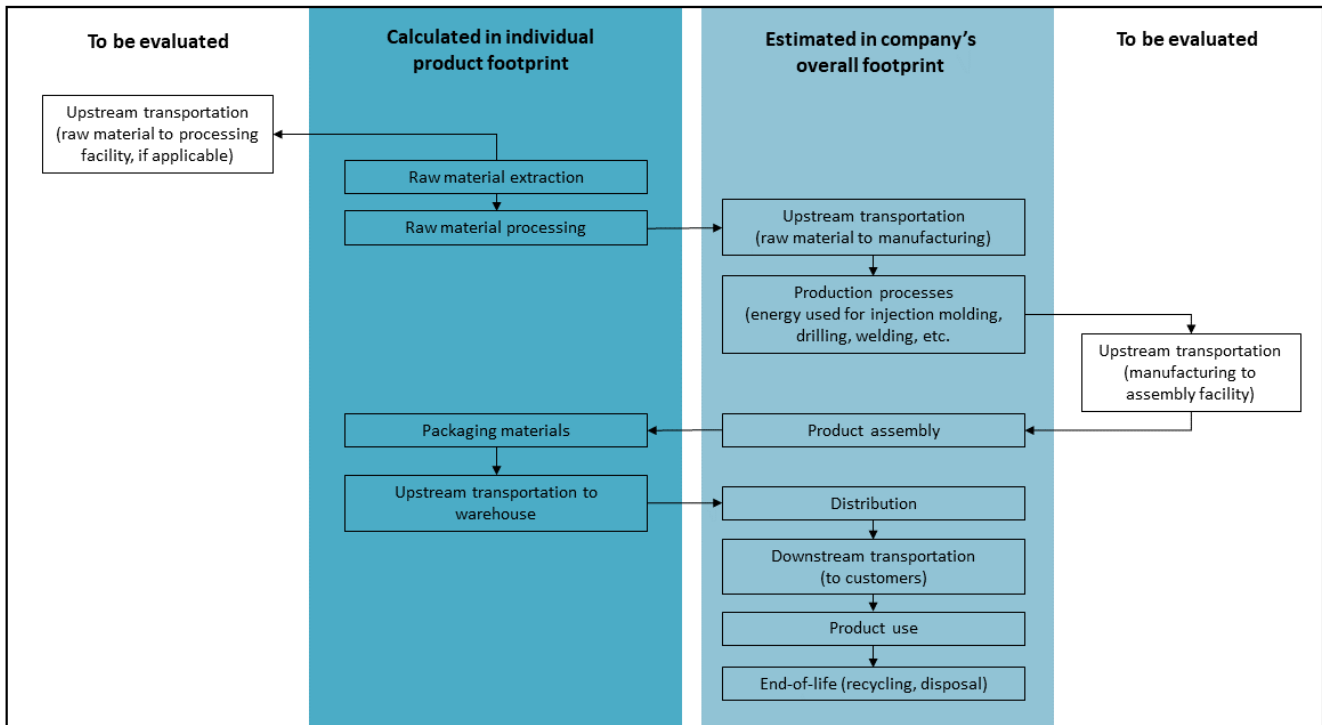 To be evaluated
Calculated in individual
product footprint
Estimated in company's
overall footprint
To be evaluated
Upstream transportation
(raw material to processing
facility, if applicable)
Raw material extraction
Raw material processing
Upstream transportation
(raw material to manufacturing)
Production processes
(energy used for injection molding,
drilling, welding, etc.
Upstream transportation
(manufacturing to
assembly facility)
Packaging materials
Product assembly
Upstream transportation to
warehouse
Distribution
Downstream transportation
(to customers)
Product use
End-of-life (recycling, disposal)